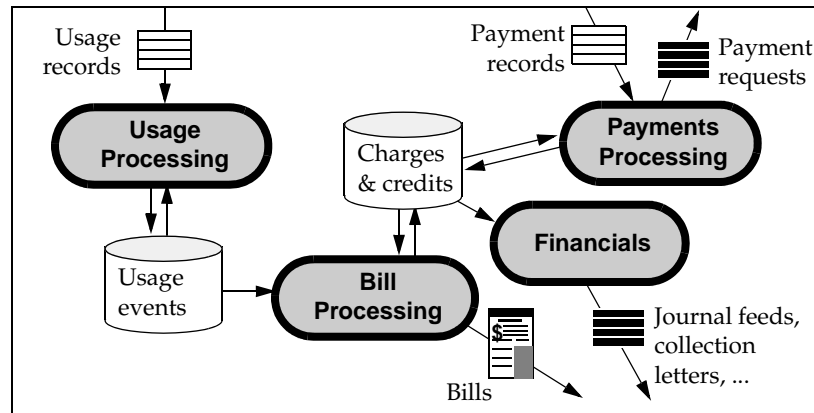 Usage
records
Payment
records
Payment
requests
Usage
Processing
Payments
Processing
Charges
& credits
Financials
Usage
events
Bill
Processing
$
Bills
Journal feeds,
collection
letters, ...